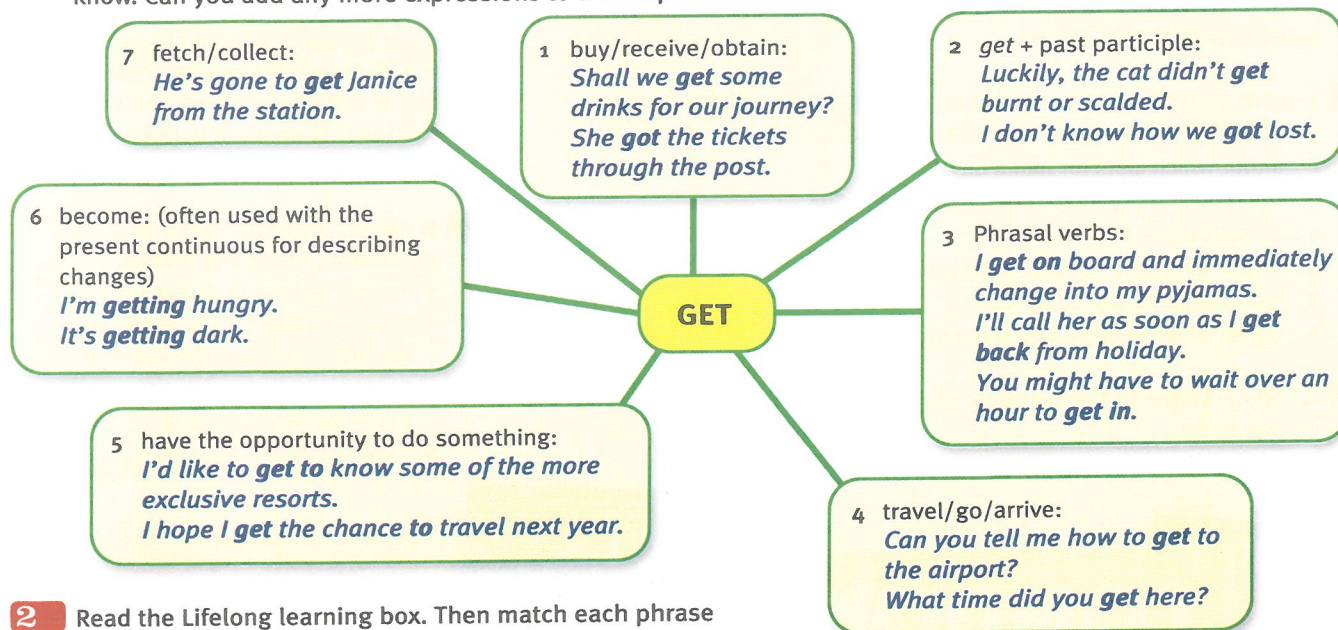 know. Can you add any more expressions to
1 buy/receive/obtain:
Shall we get some
drinks for our journey?
She got the tickets
through the post.
2 get + past participle:
Luckily, the cat didn't get
burnt or scalded.
I don't know how we got lost.
3 Phrasal verbs:
I get on board and immediately
change into my pyjamas.
I'll call her as soon as I get
back from holiday.
You might have to wait over an
hour to get in.
4 travel/go/arrive:
Can you tell me how to get to
the airport?
What time did you get here?
5 have the opportunity to do something:
I'd like to get to know some of the more
exclusive resorts.
I hope I get the chance to travel next year.
6 become: (often used with the
present continuous for describing
changes)
I'm getting hungry.
It's getting dark.
7 fetch/collect:
He's gone to get Janice
from the station.
GET
2 Read the Lifelong learning box. Then match each phrase